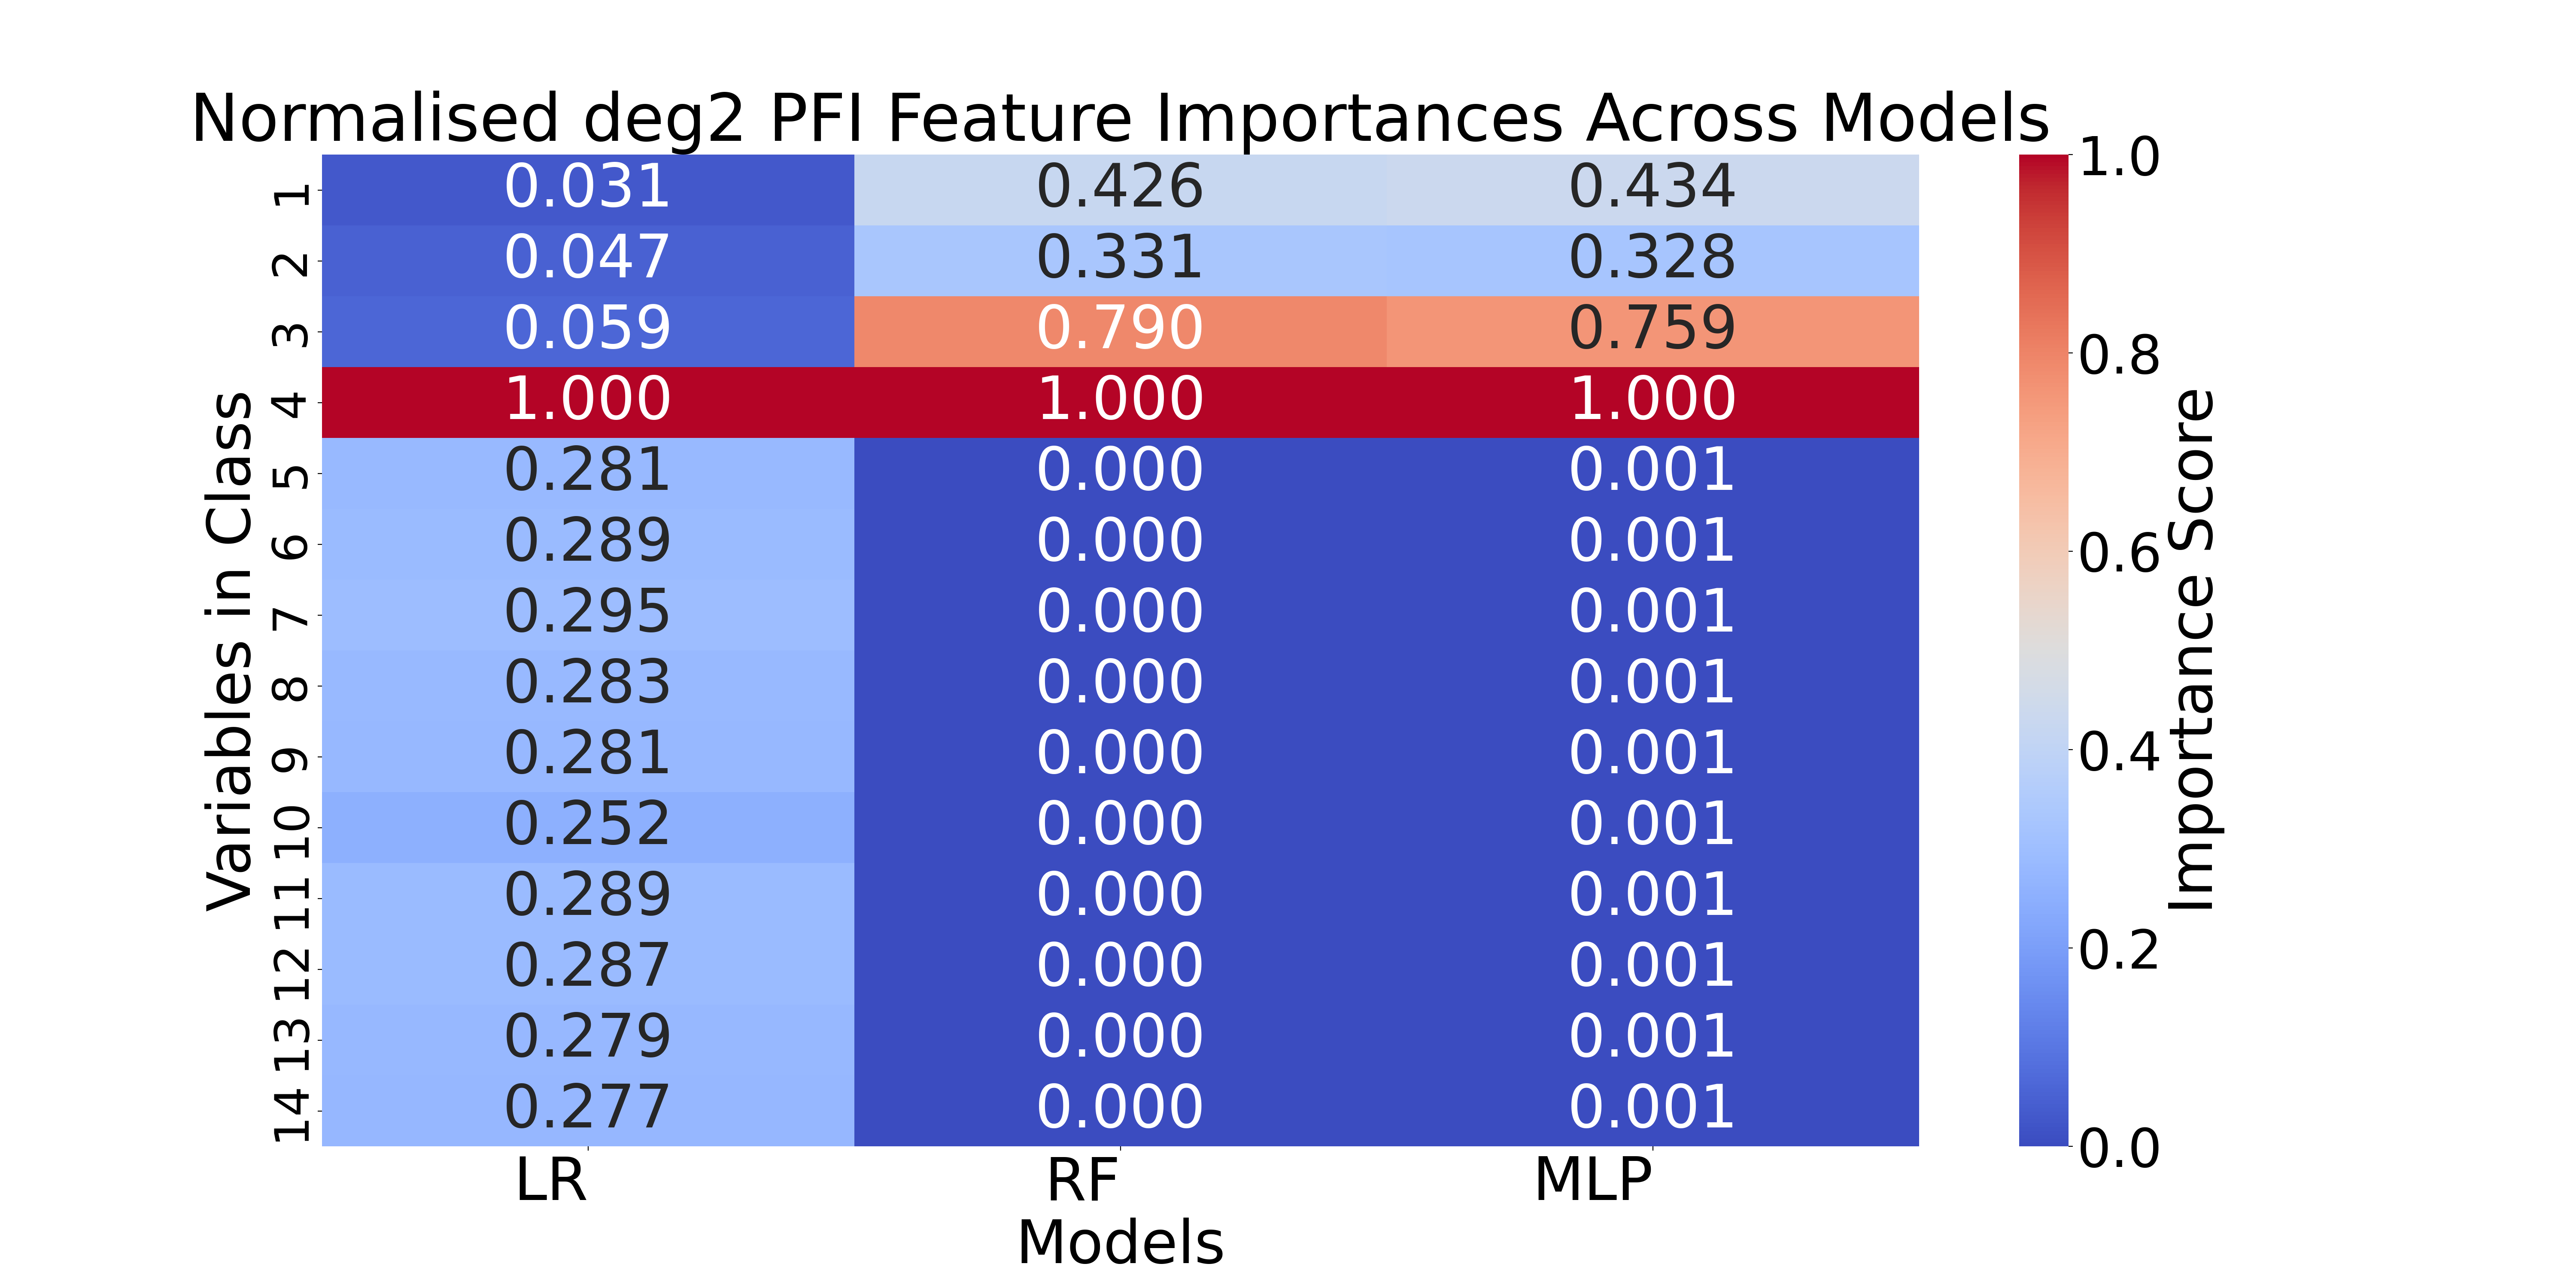 Normalised deg2 PFI Feature Importances Across Models
1 0.031 0.426 0.434
2 0.047 0.331 0.328
3 0.059 0.790 0.759
4 1.000 1.000 1.000
5 0.281 0.000 0.001
6 0.289 0.000 0.001
7 0.295 0.000 0.001
8 0.283 0.000 0.001
9 0.281 0.000 0.001
10 0.252 0.000 0.001
11 0.289 0.000 0.001
12 0.287 0.000 0.001
13 0.279 0.000 0.001
14 0.277 0.000 0.001
LR RF MLP
Models
Variables in Class
1.0
0.8
0.6
0.4
0.2
0.0
Importance Score